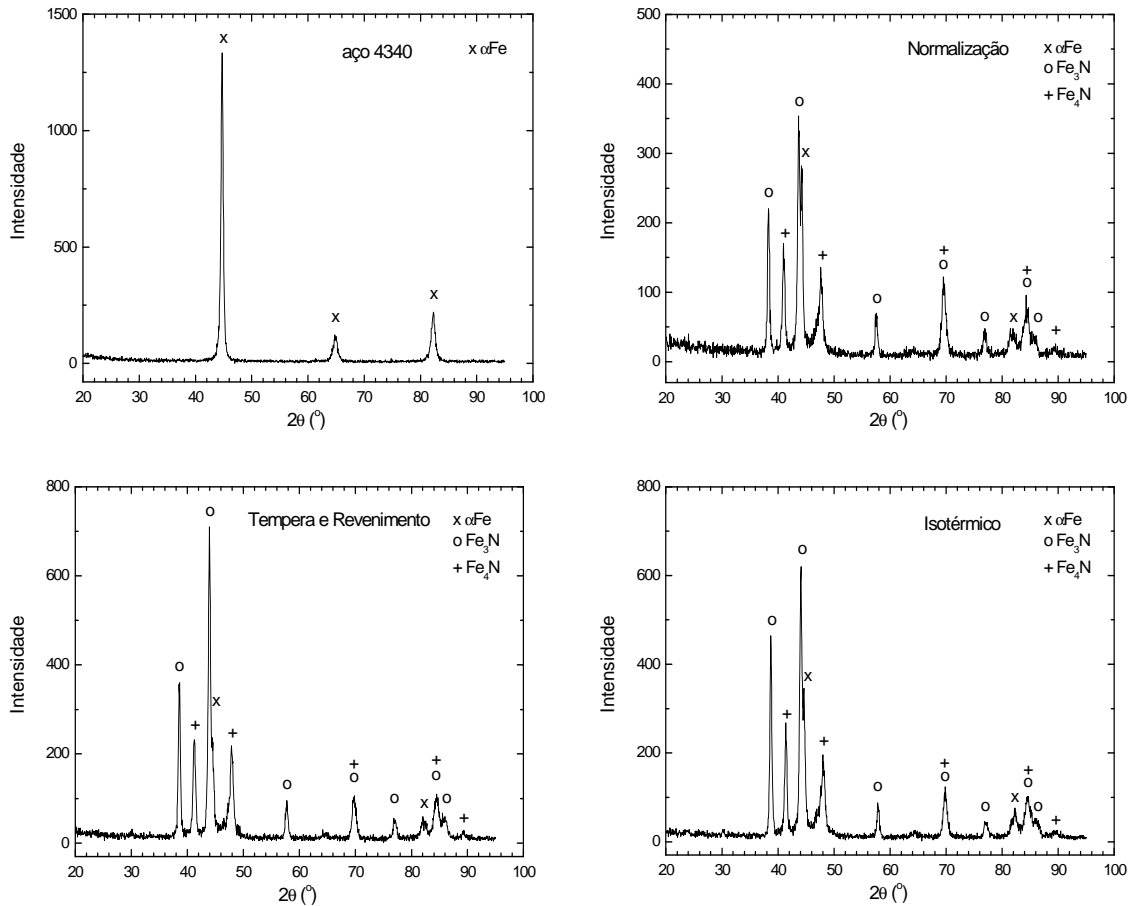 aço 4340
x αFe
1500
1000
500
0
Intensidade
20 30 40 50 60 70 80 90 100
2θ (°)
x
x
x
Normalização
x αFe
o Fe₃N
+ Fe₄N
500
400
300
200
100
0
Intensidade
20 30 40 50 60 70 80 90 100
2θ (°)
o
+
o
x
+
o
+
o
o
x
+
o
o
+
Tempera e Revenimento
x αFe
o Fe₃N
+ Fe₄N
800
600
400
200
0
Intensidade
20 30 40 50 60 70 80 90 100
2θ (°)
o
+
o
x
+
o
+
o
o
x
+
o
o
+
Isotérmico
x αFe
o Fe₃N
+ Fe₄N
800
600
400
200
0
Intensidade
20 30 40 50 60 70 80 90 100
2θ (°)
o
+
o
x
+
o
+
o
o
x
+
o
o
+